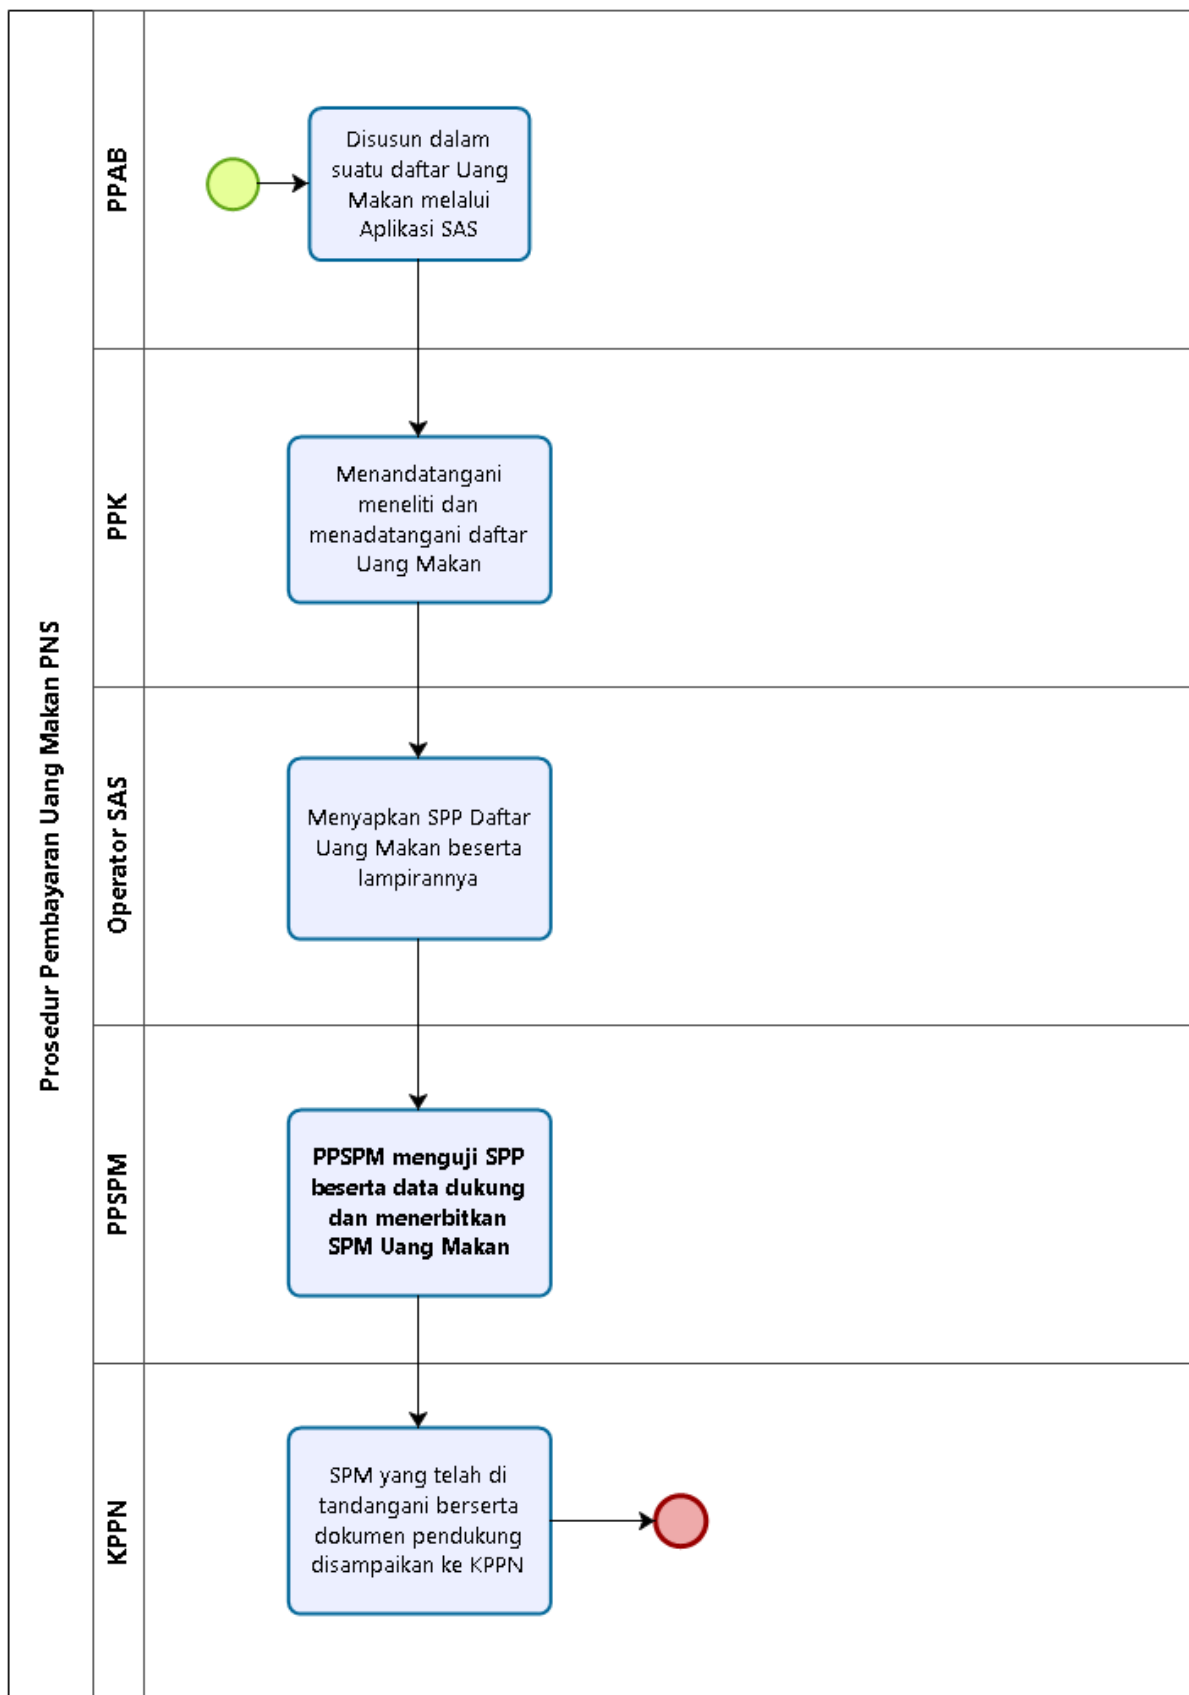 Prosedur Pembayaran Uang Makan PNS
PPAB
Disusun dalam
suatu daftar Uang
Makan melalui
Aplikasi SAS
PPK
Menandatangani
meneliti dan
menadatangani daftar
Uang Makan
Operator SAS
Menyapkan SPP Daftar
Uang Makan beserta
lampirannya
PPSPM
PPSPM menguji SPP
beserta data dukung
dan menerbitkan
SPM Uang Makan
KPPN
SPM yang telah di
tandangani berserta
dokumen pendukung
disampaikan ke KPPN